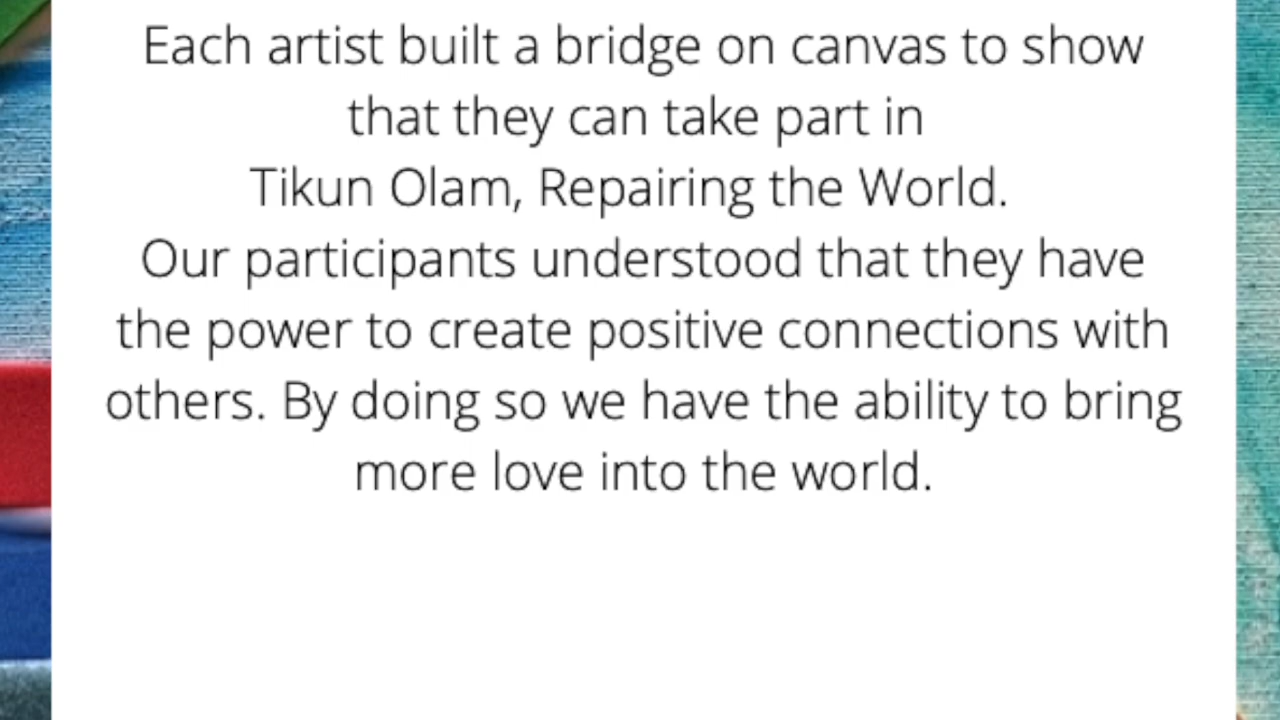 Each artist built a bridge on canvas to show
that they can take part in
Tikun Olam, Repairing the World.
Our participants understood that they have
the power to create positive connections with
others. By doing so we have the ability to bring
more love into the world.